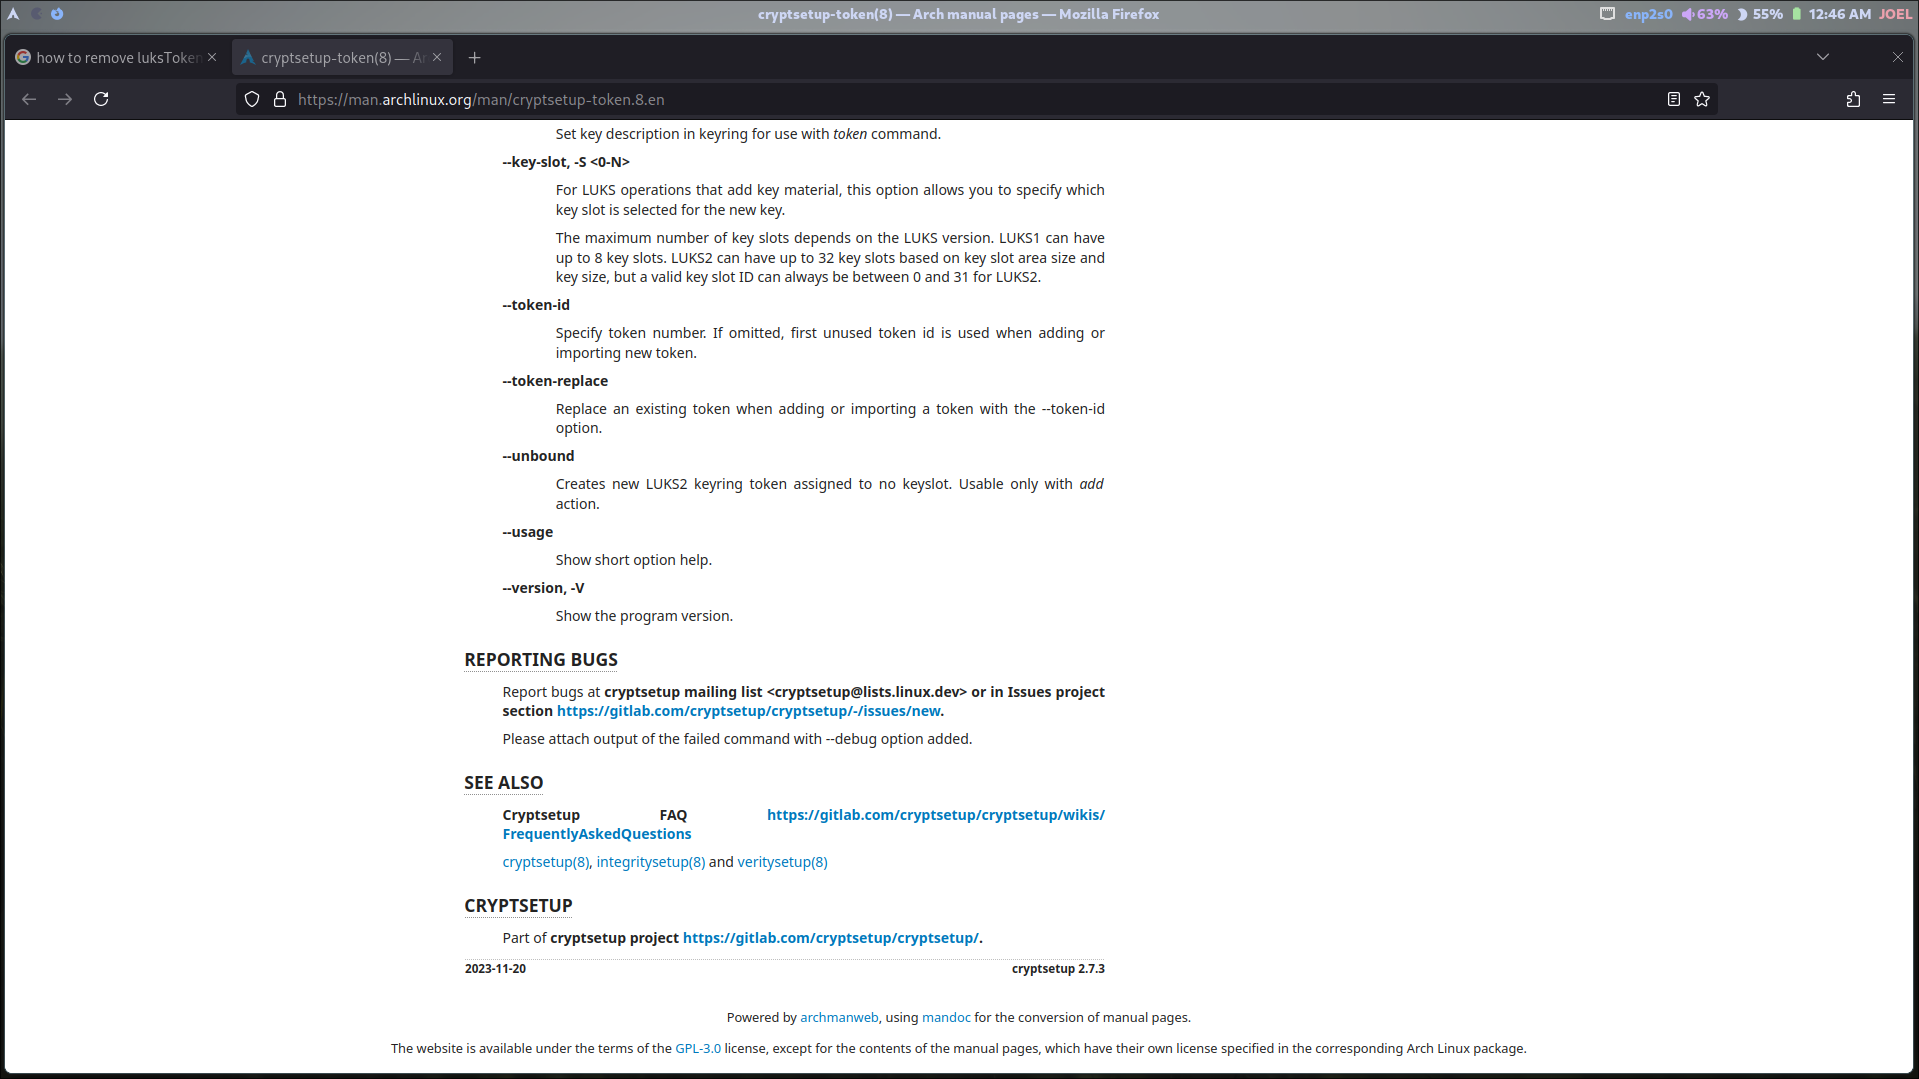 cryptsetup-token(8) — Arch manual pages — Mozilla Firefox
enp2s0 63% 55% 12:46 AM JOEL
how to remove luksToken
cryptsetup-token(8) — Ar
https://man.archlinux.org/man/cryptsetup-token.8.en
Set key description in keyring for use with token command.
--key-slot, -S <0-N>
For LUKS operations that add key material, this option allows you to specify which
key slot is selected for the new key.
The maximum number of key slots depends on the LUKS version. LUKS1 can have
up to 8 key slots. LUKS2 can have up to 32 key slots based on key slot area size and
key size, but a valid key slot ID can always be between 0 and 31 for LUKS2.
--token-id
Specify token number. If omitted, first unused token id is used when adding or
importing new token.
--token-replace
Replace an existing token when adding or importing a token with the --token-id
option.
--unbound
Creates new LUKS2 keyring token assigned to no keyslot. Usable only with add
action.
--usage
Show short option help.
--version, -V
Show the program version.
REPORTING BUGS
Report bugs at cryptsetup mailing list <cryptsetup@lists.linux.dev> or in Issues project
section https://gitlab.com/cryptsetup/cryptsetup/-/issues/new.
Please attach output of the failed command with --debug option added.
SEE ALSO
Cryptsetup FAQ https://gitlab.com/cryptsetup/cryptsetup/wikis/
FrequentlyAskedQuestions
cryptsetup(8), integritysetup(8) and veritysetup(8)
CRYPTSETUP
Part of cryptsetup project https://gitlab.com/cryptsetup/cryptsetup/.
2023-11-20 cryptsetup 2.7.3
Powered by archmanweb, using mandoc for the conversion of manual pages.
The website is available under the terms of the GPL-3.0 license, except for the contents of the manual pages, which have their own license specified in the corresponding Arch Linux package.